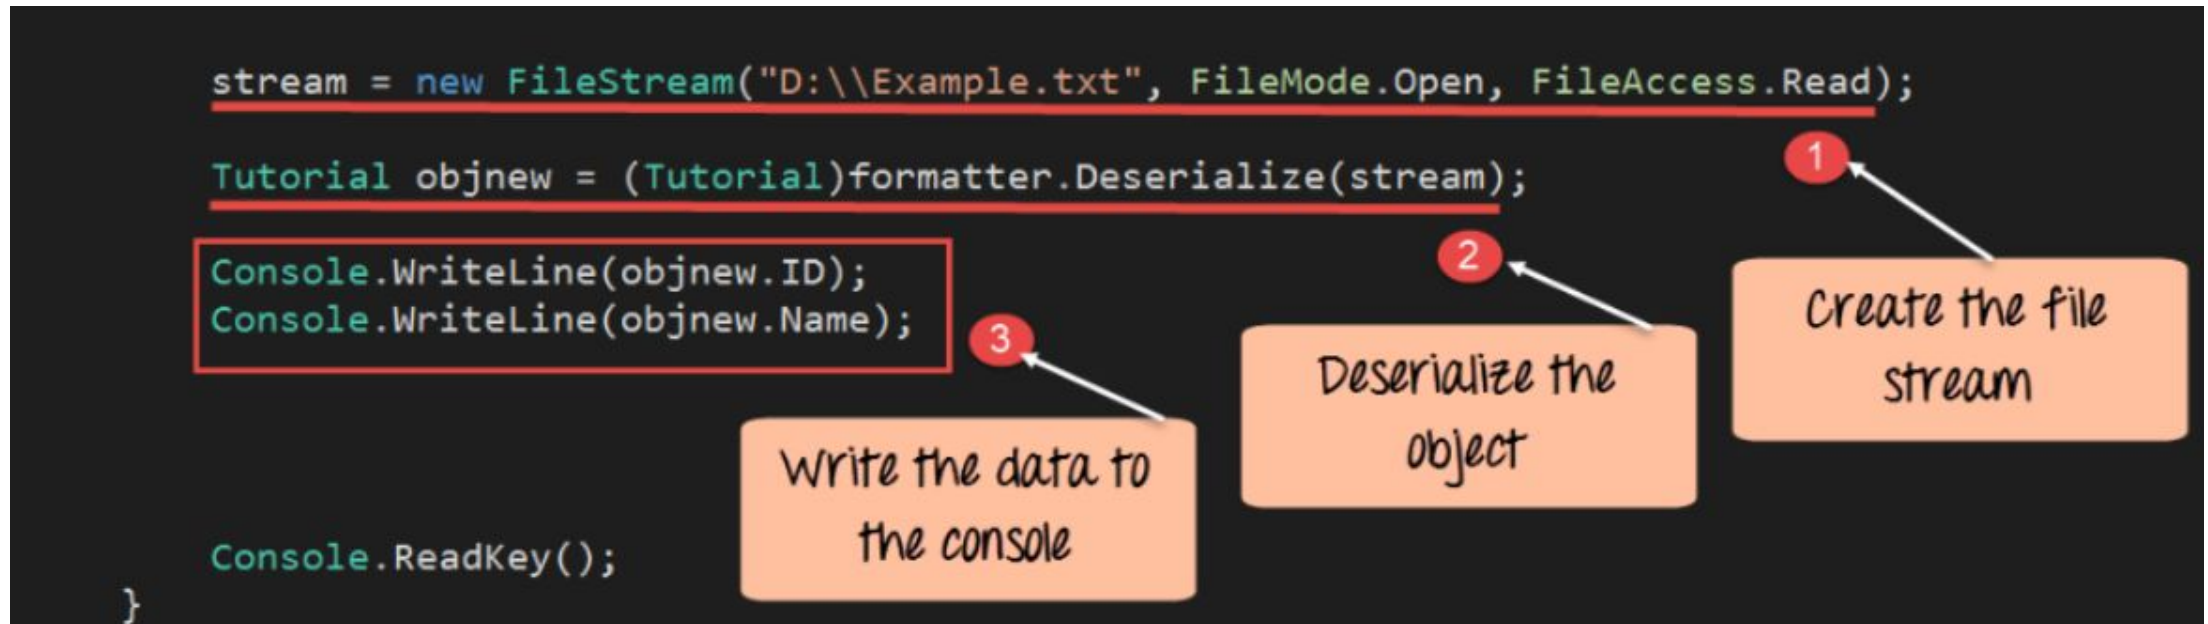 stream = new FileStream("D:\\Example.txt", FileMode.Open, FileAccess.Read);
Tutorial objnew = (Tutorial)formatter.Deserialize(stream);
Console.WriteLine(objnew.ID);
Console.WriteLine(objnew.Name);
Console.ReadKey();
}
1
Create the file
stream
2
Deserialize the
object
3
Write the data to
the console